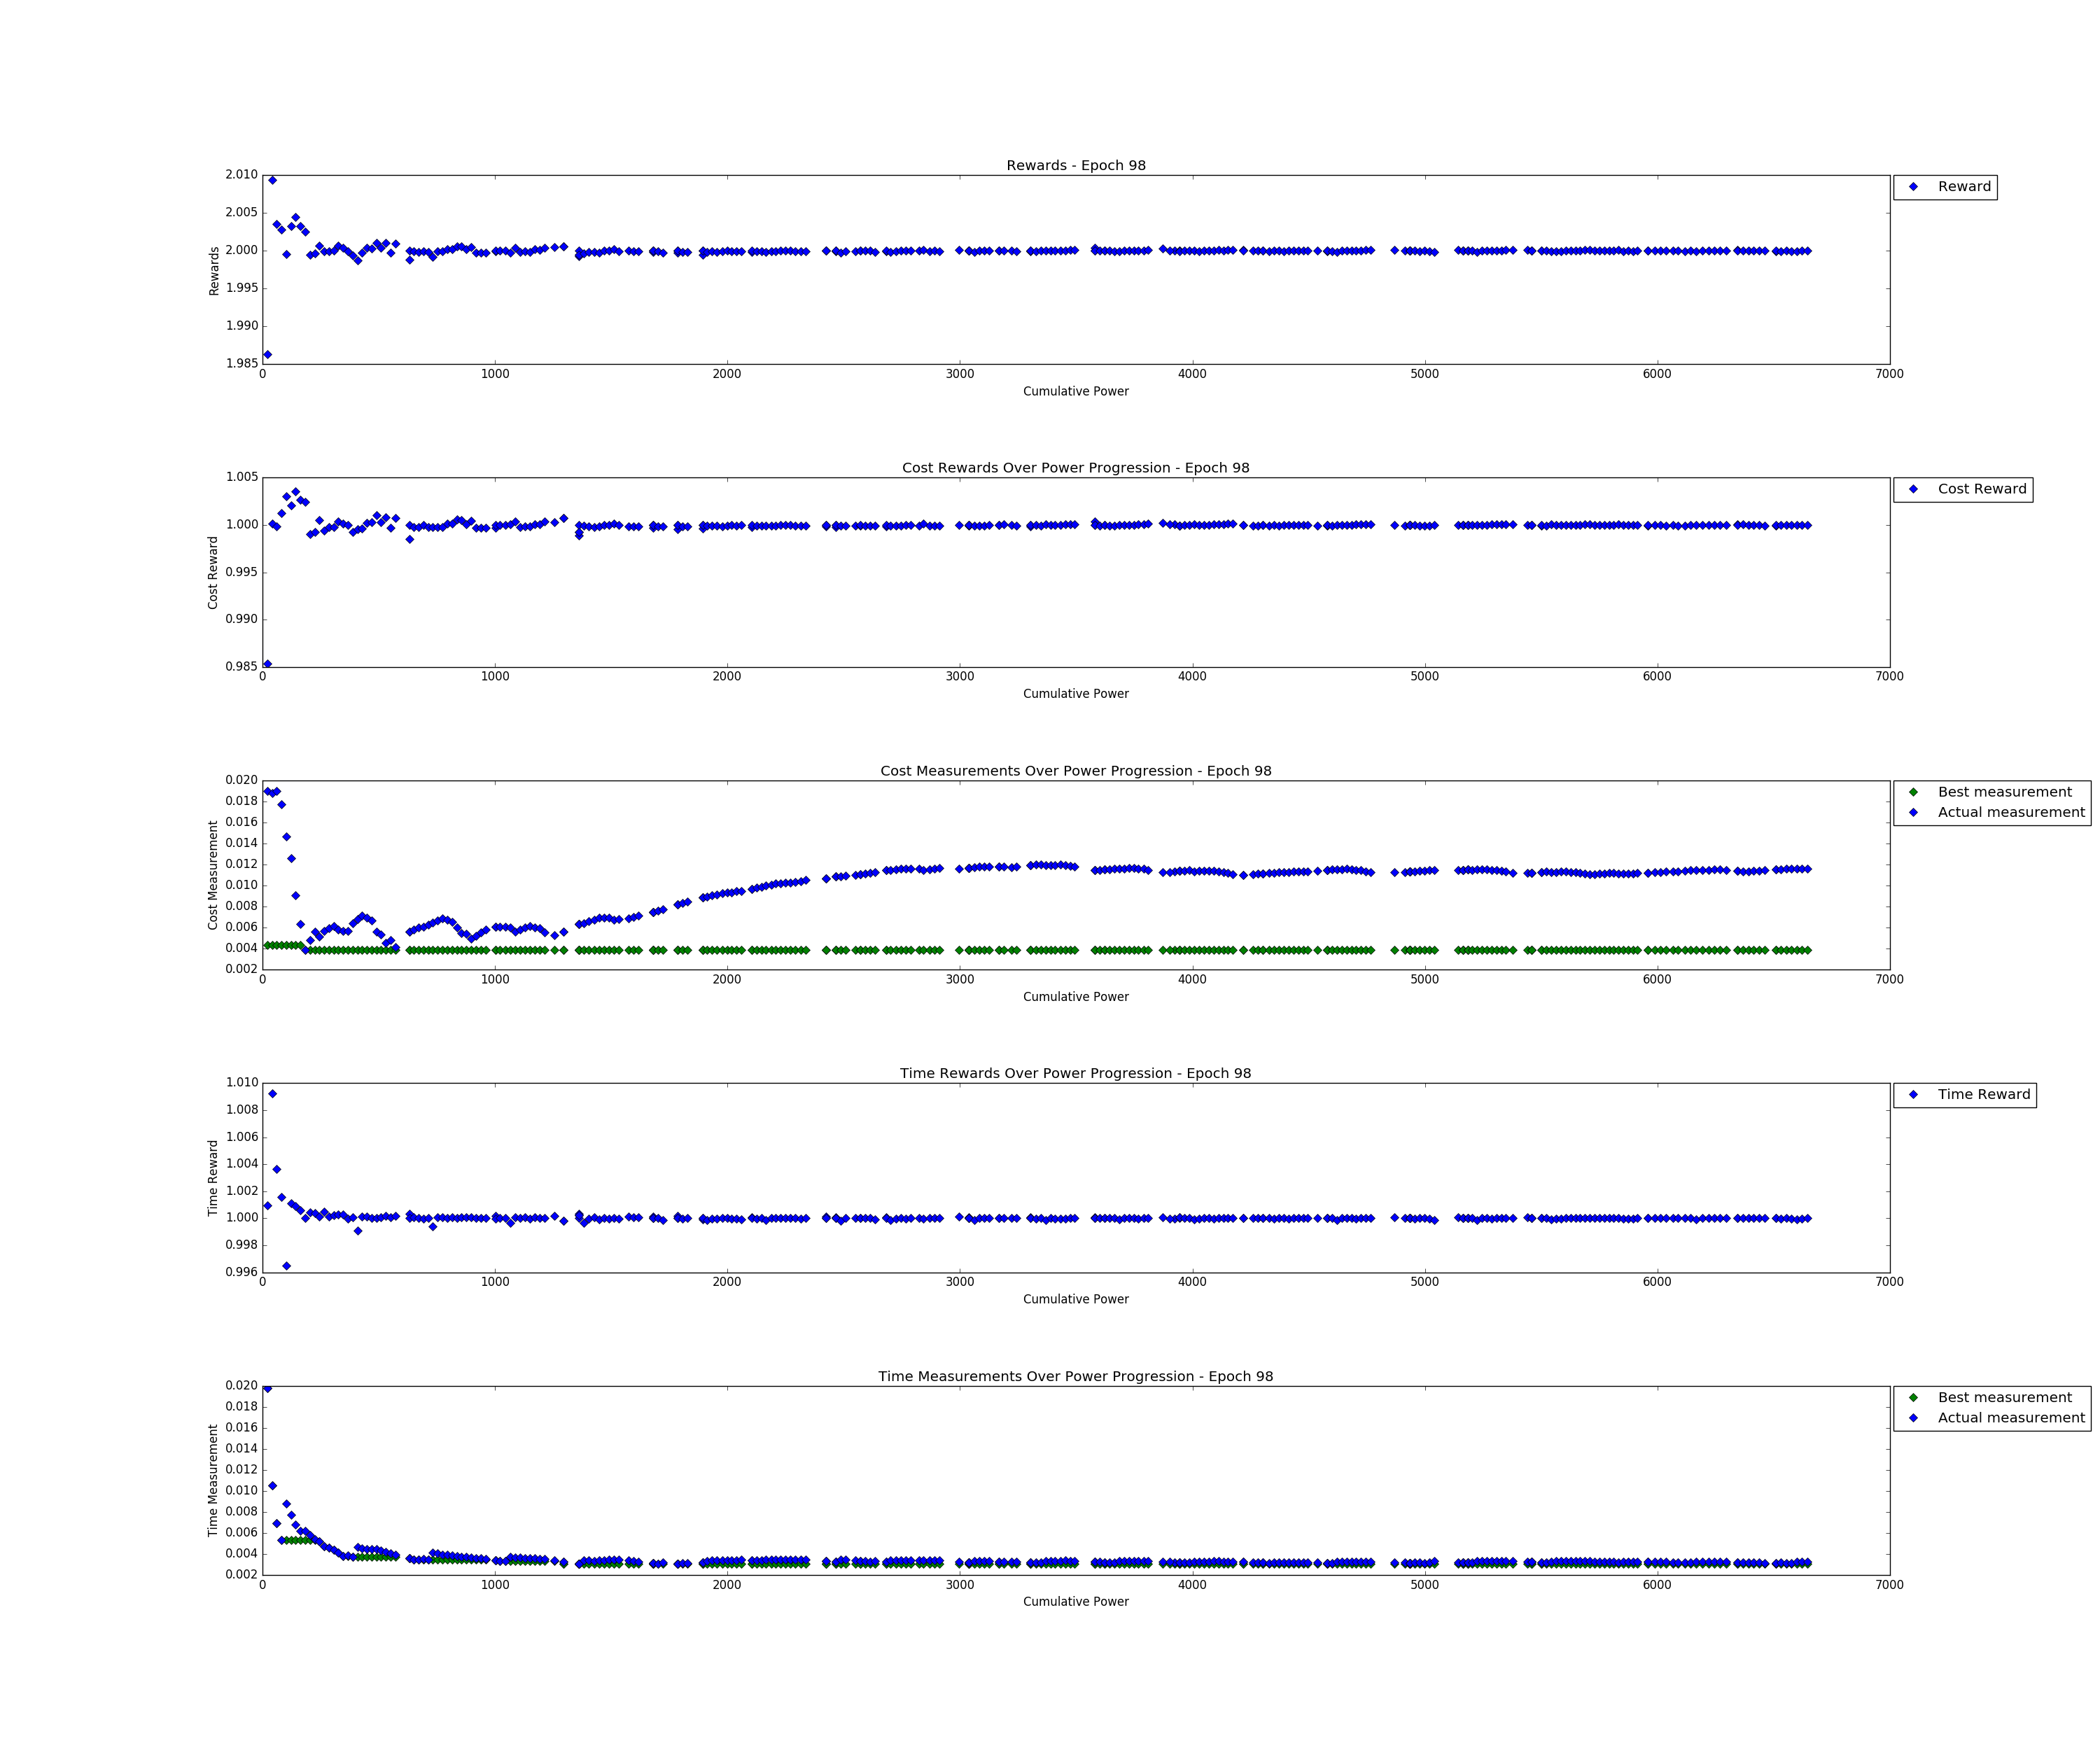 Rewards - Epoch 98
2.010
2.005
2.000
1.995
1.990
1.985
Rewards
0 1000 2000 3000 4000 5000 6000 7000
Cumulative Power
Reward
Cost Rewards Over Power Progression - Epoch 98
1.005
1.000
0.995
0.990
0.985
Cost Reward
0 1000 2000 3000 4000 5000 6000 7000
Cumulative Power
Cost Reward
Cost Measurements Over Power Progression - Epoch 98
0.020
0.018
0.016
0.014
0.012
0.010
0.008
0.006
0.004
0.002
Cost Measurement
0 1000 2000 3000 4000 5000 6000 7000
Cumulative Power
Best measurement
Actual measurement
Time Rewards Over Power Progression - Epoch 98
1.010
1.008
1.006
1.004
1.002
1.000
0.998
0.996
Time Reward
0 1000 2000 3000 4000 5000 6000 7000
Cumulative Power
Time Reward
Time Measurements Over Power Progression - Epoch 98
0.020
0.018
0.016
0.014
0.012
0.010
0.008
0.006
0.004
0.002
Time Measurement
0 1000 2000 3000 4000 5000 6000 7000
Cumulative Power
Best measurement
Actual measurement